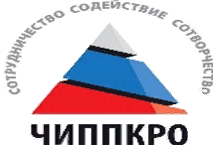 СОТРУДНИЧЕСТВО СОДЕЙСТВИЕ СОТВОРЧЕСТВО
ЧИППКРО